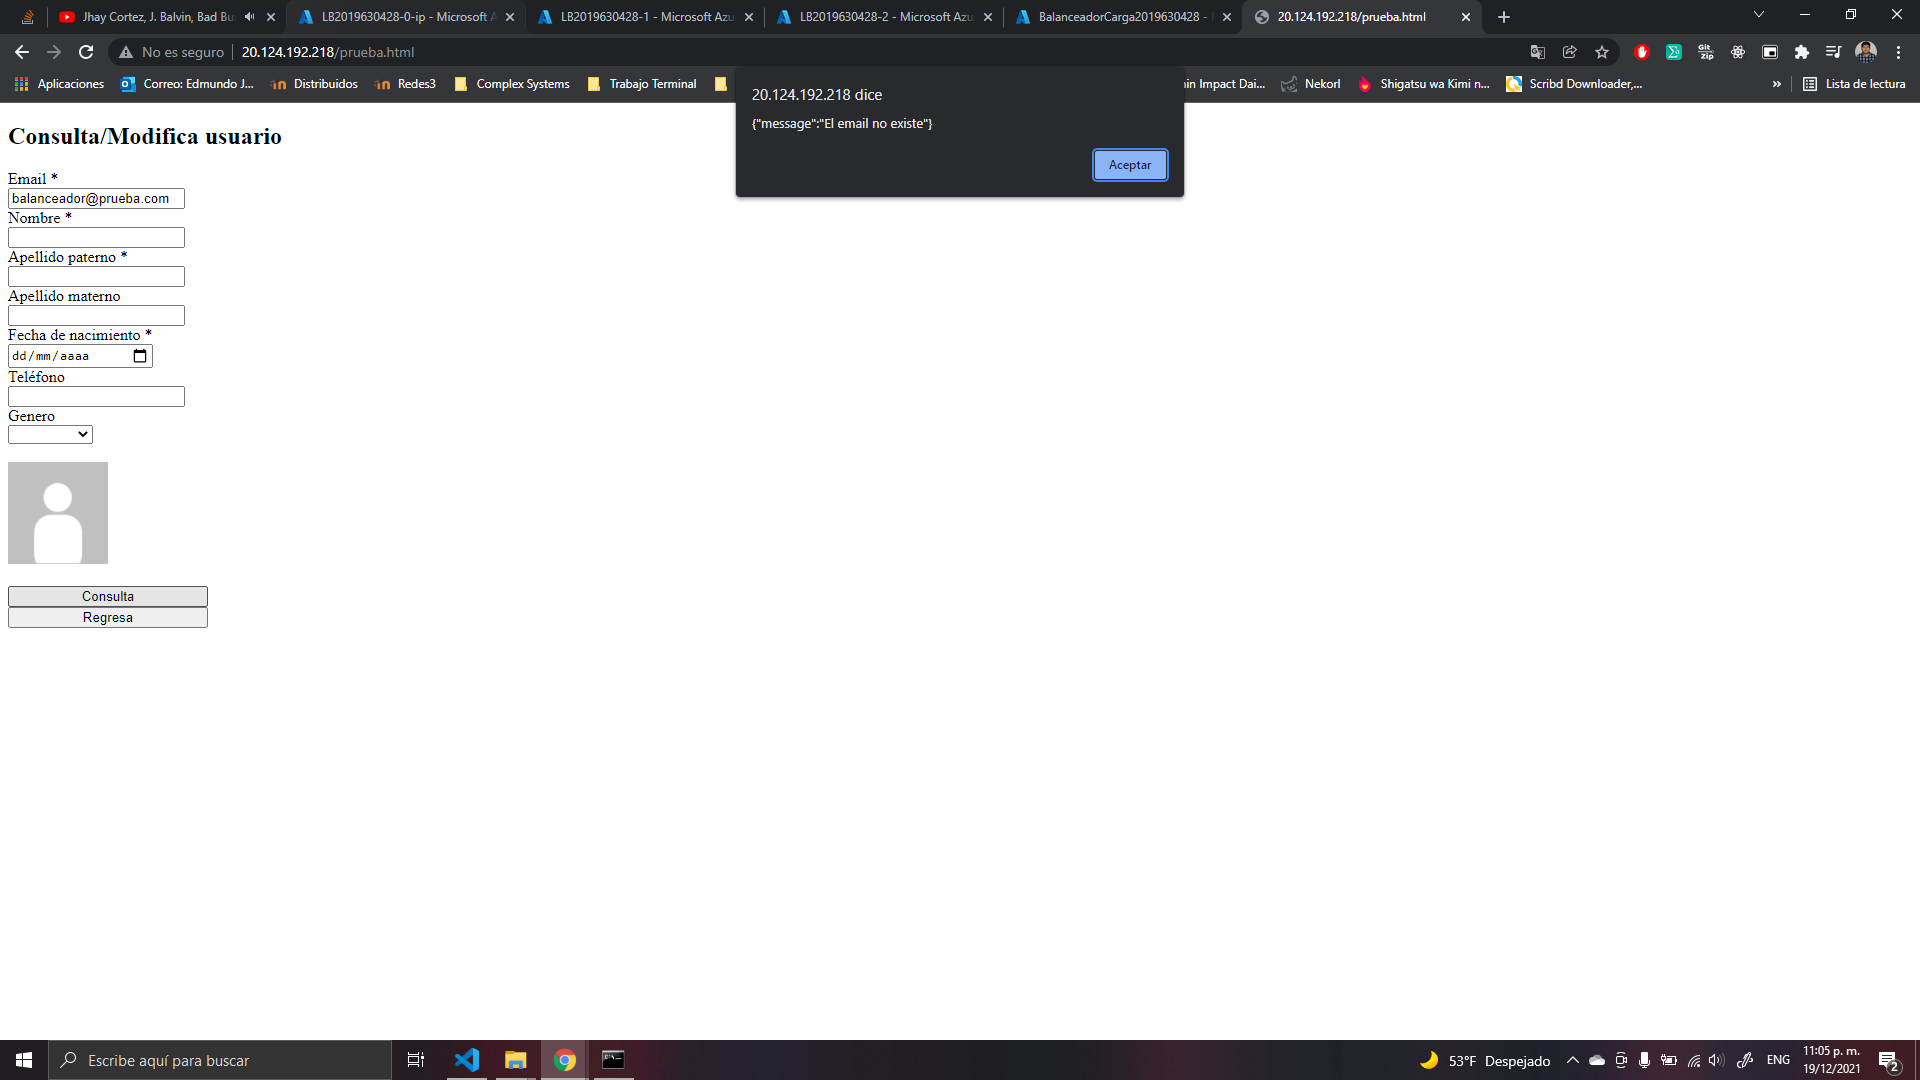 Jhay Cortez, J. Balvin, Bad Bu
LB2019630428-0-ip - Microsoft A
LB2019630428-1 - Microsoft Azu
LB2019630428-2 - Microsoft Azu
BalanceadorCarga2019630428 -
20.124.192.218/prueba.html
No es seguro
20.124.192.218/prueba.html
Git
zip
Aplicaciones
Correo: Edmundo J...
Distribuidos
Redes3
Complex Systems
Trabajo Terminal
in Impact Dai...
Nekorl
Shigatsu wa Kimi n...
Scribd Downloader,...
»
Lista de lectura
20.124.192.218 dice
{"message":"El email no existe"}
Aceptar
Consulta/Modifica usuario
Email *
balanceador@prueba.com
Nombre *
Apellido paterno *
Apellido materno
Fecha de nacimiento *
dd/mm/aaaa
Teléfono
Genero
Consulta
Regresa
Escribe aquí para buscar
53°F Despejado
ENG
11:05 p. m.
19/12/2021
2